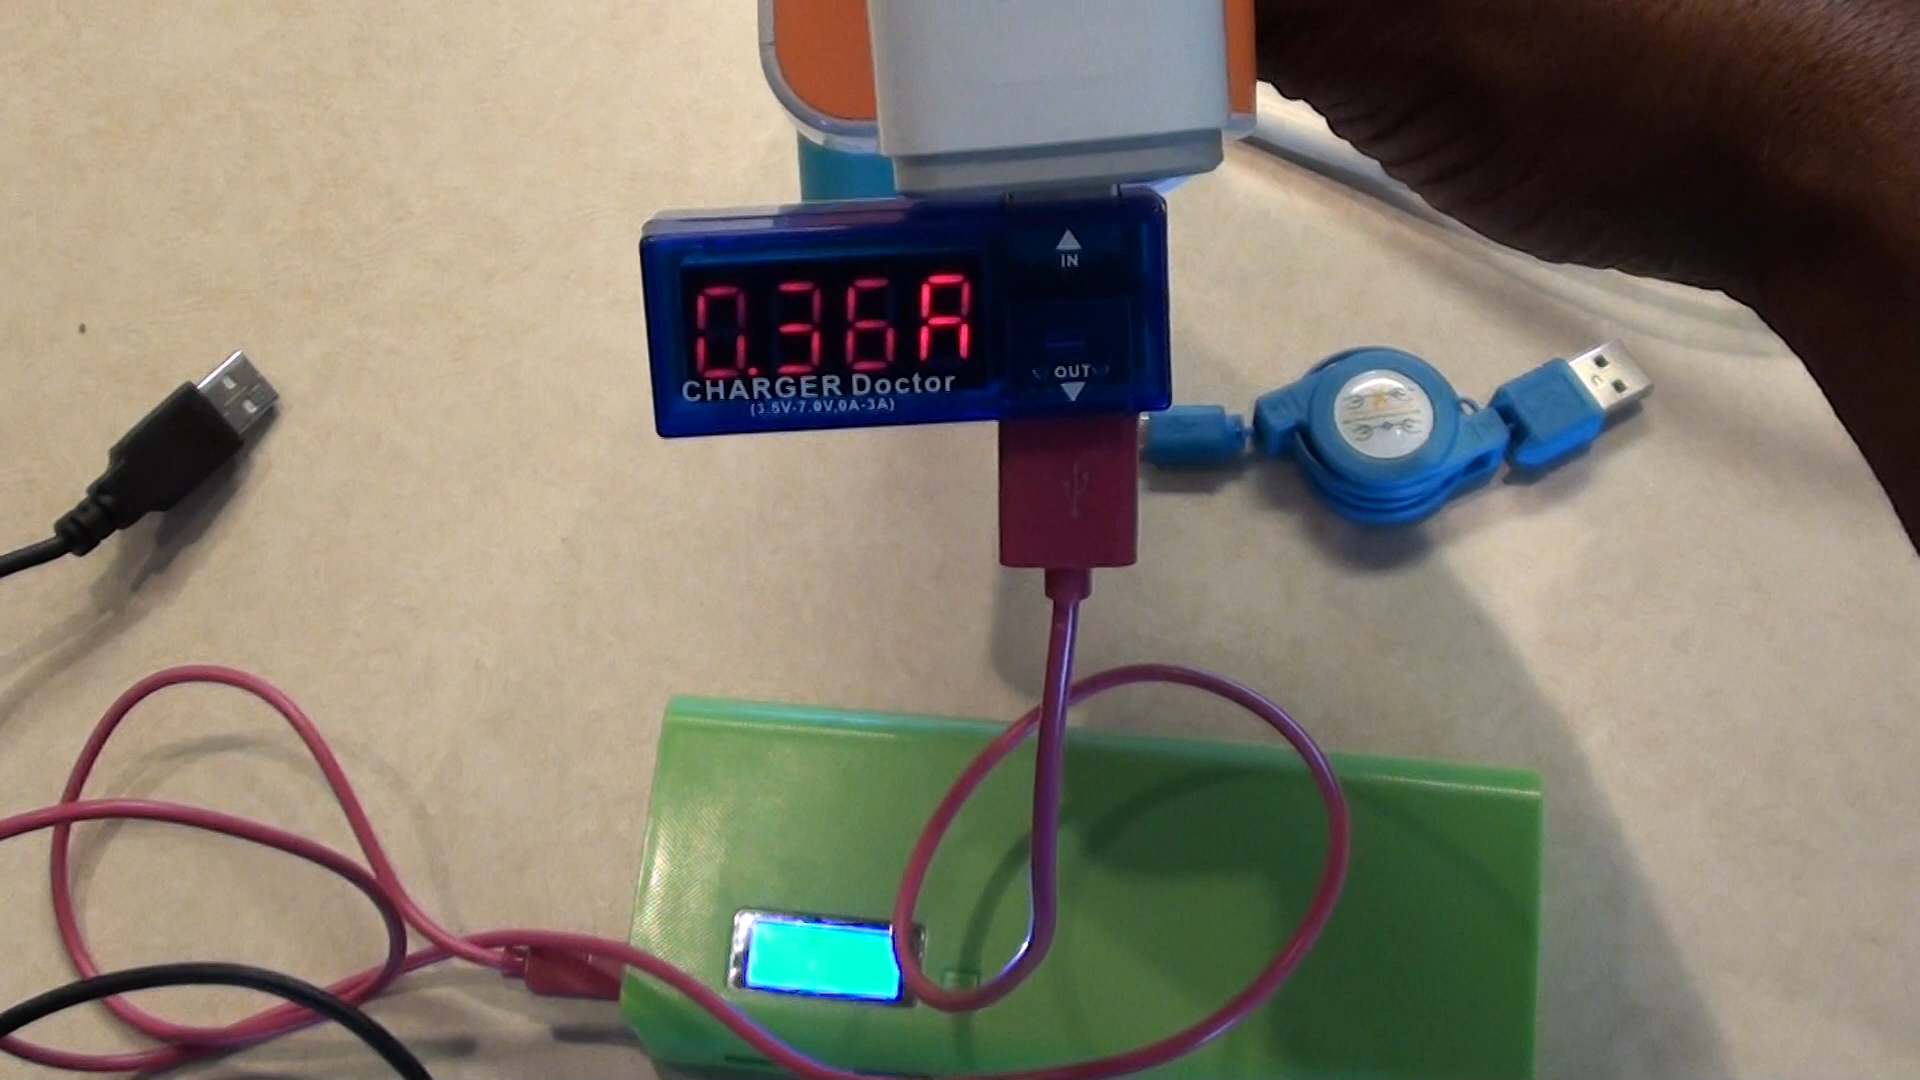 IN
0.36A
OUT
CHARGER Doctor
(3.5V-7.0V,0A-3A)